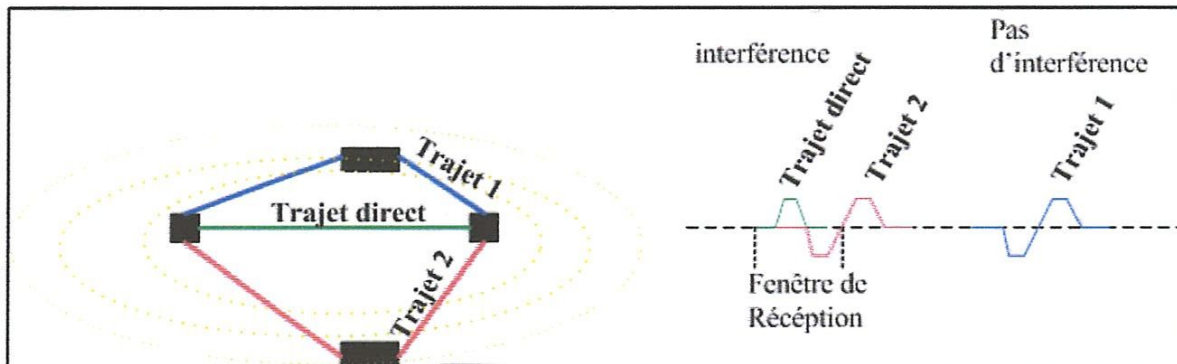 Trajet 1
Trajet direct
Trajet 2
interférence
Pas
d'interférence
Trajet direct
Trajet 2
Trajet 1
Fenêtre de
Récéption